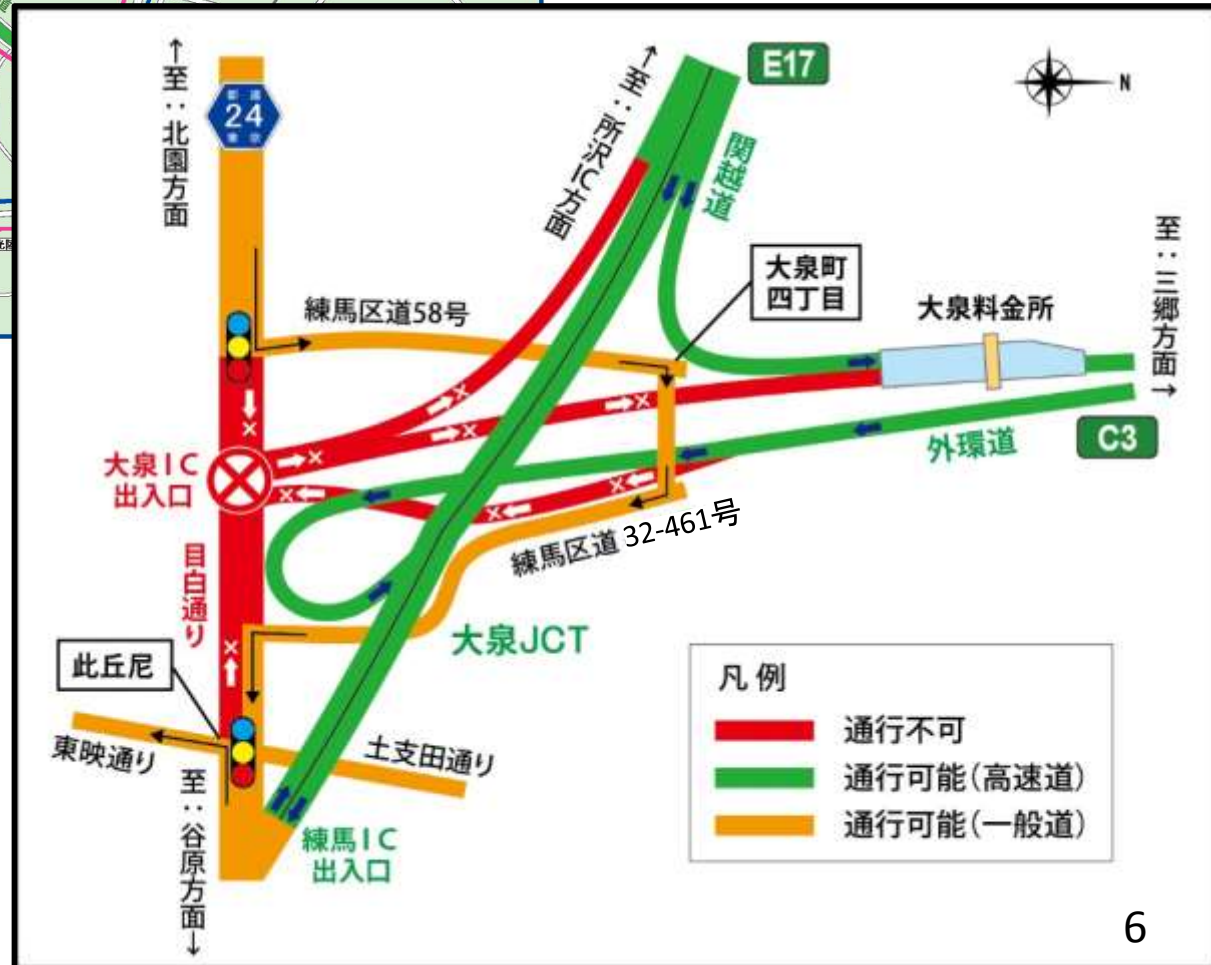 ↑至：北園方面
都道
24
東京
↑至：所沢IC方面
E17
関越道
N
練馬区道58号
大泉町
四丁目
大泉料金所
至：三郷方面→
大泉IC
出入口
外環道
C3
目白通り
練馬区道 32-461号
大泉JCT
此丘尼
東映通り
土支田通り
至：谷原方面→
練馬IC
出入口
凡例
通行不可
通行可能（高速道）
通行可能（一般道）
6